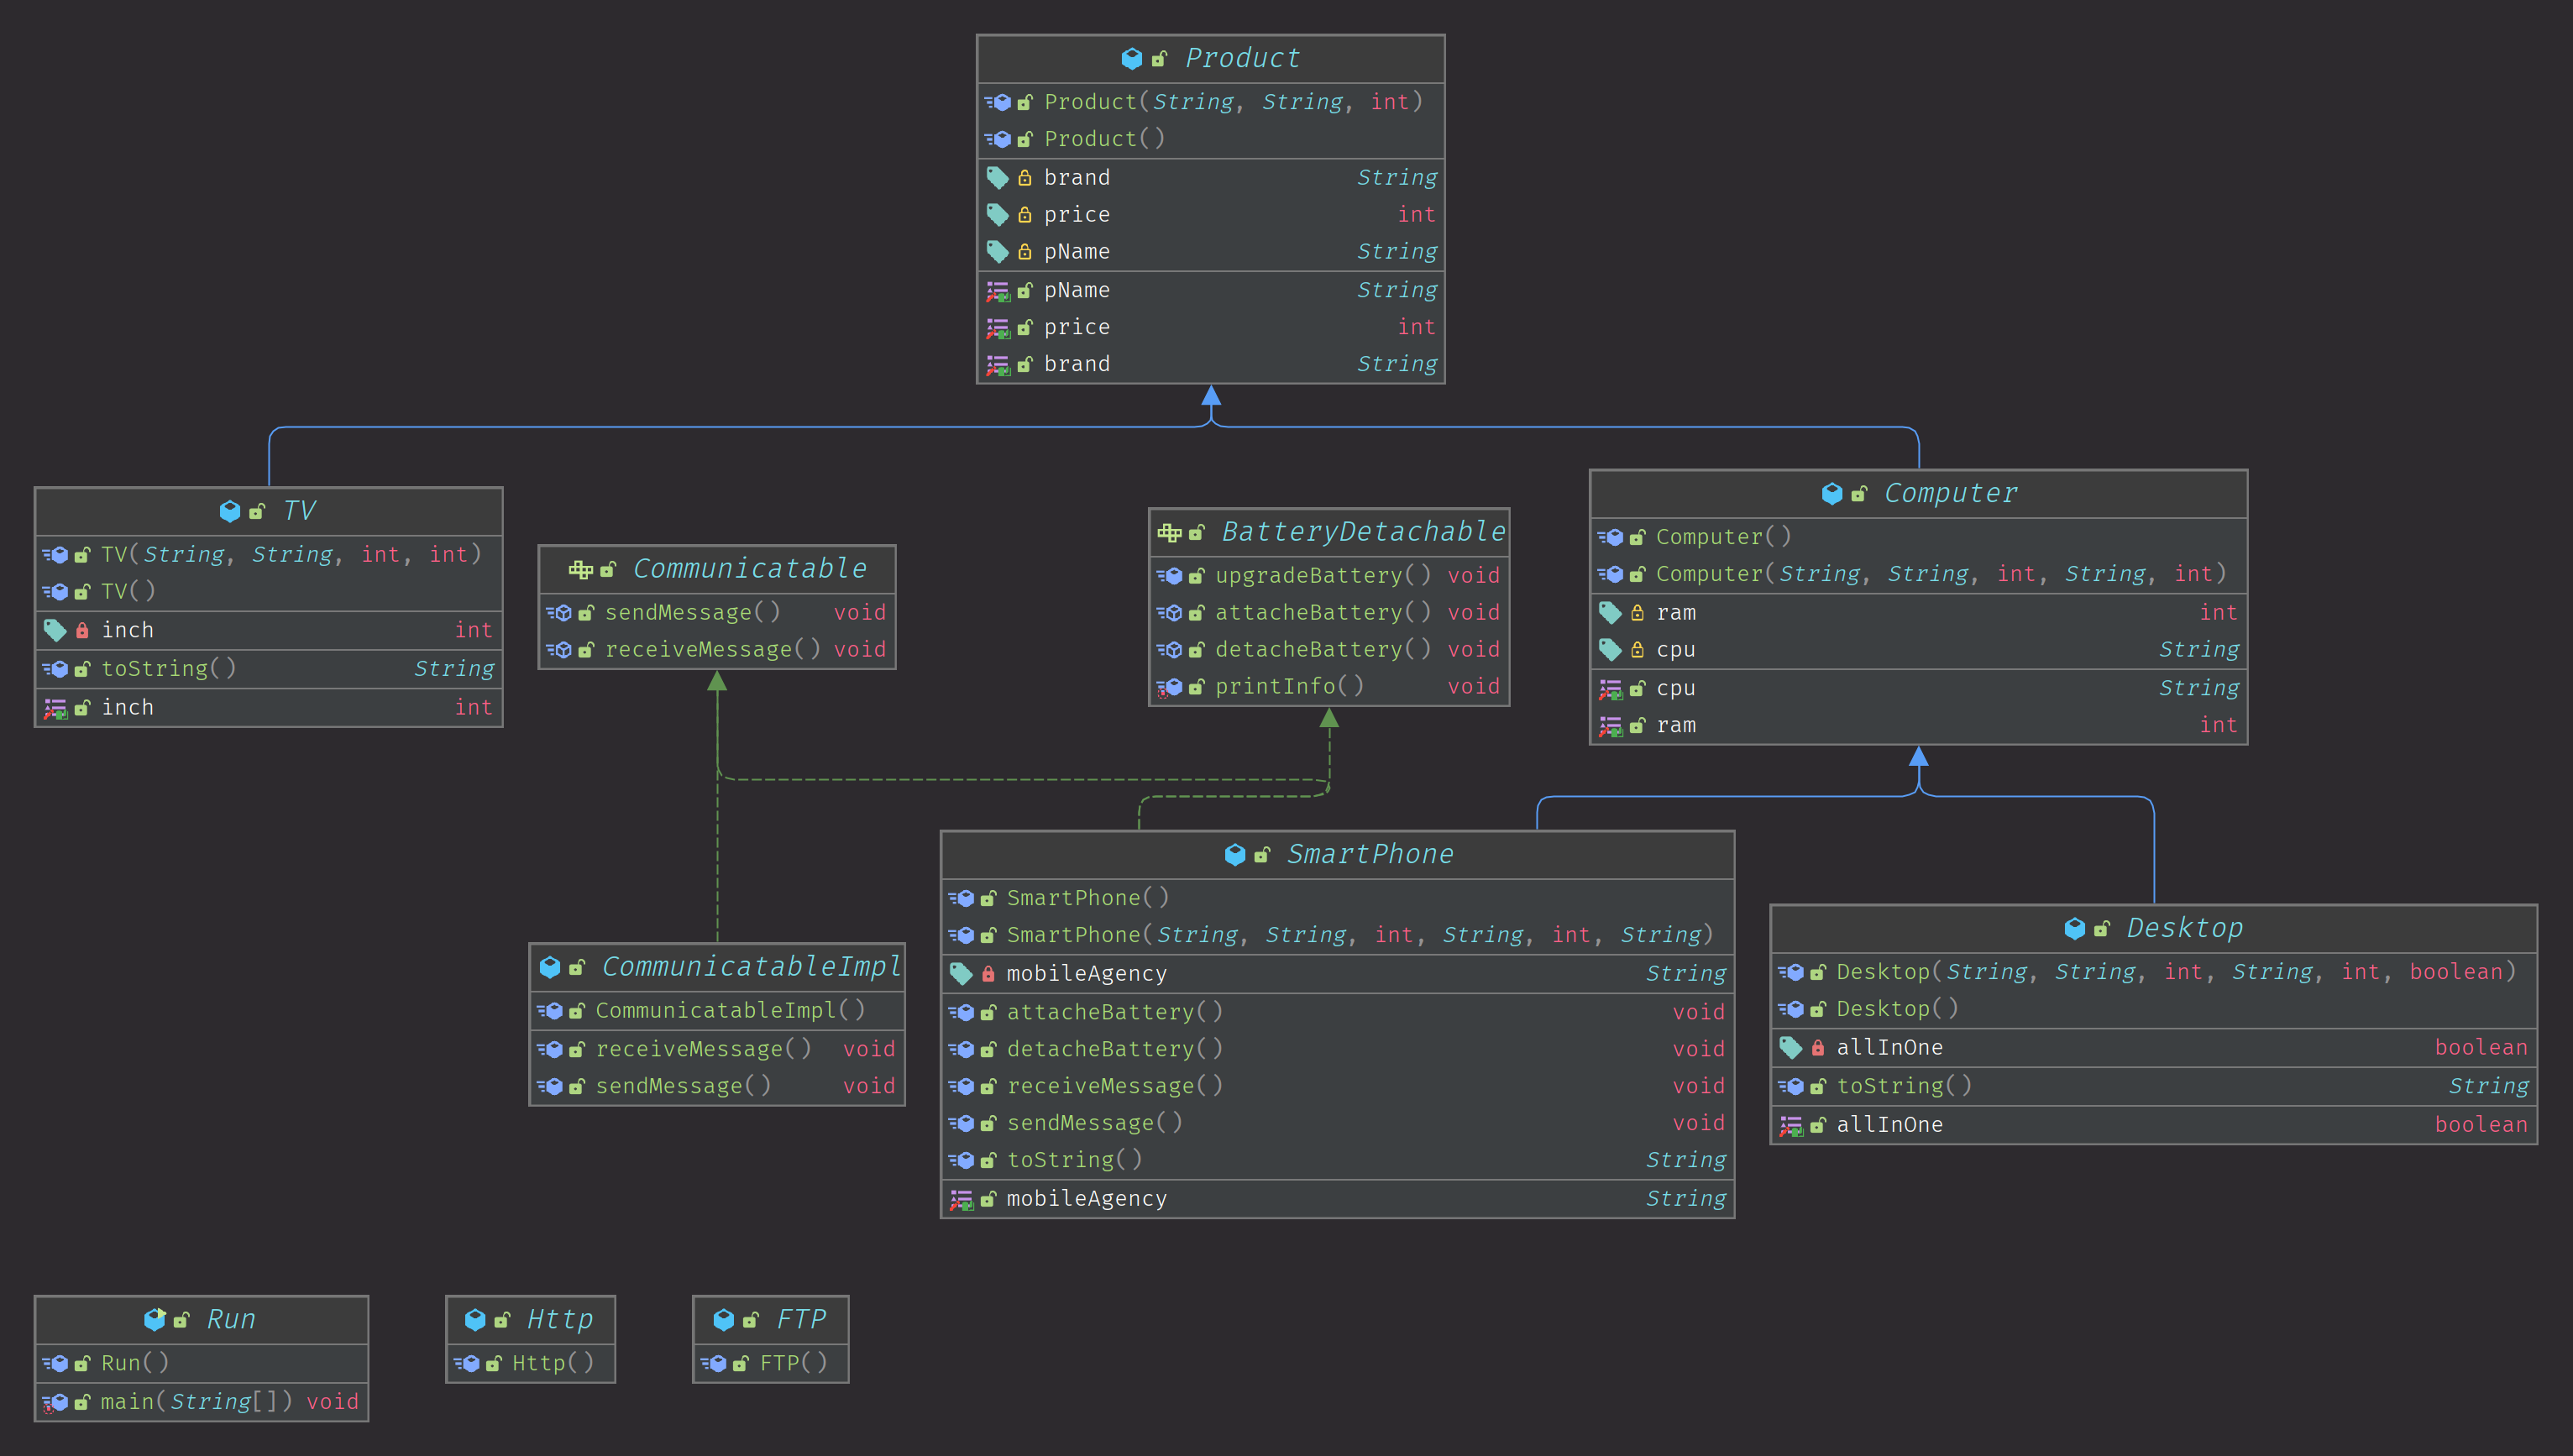 Product
Product(String, String, int)
Product()
brand String
price int
pName String
pName String
price int
brand String
TV
TV(String, String, int, int)
TV()
inch int
toString() String
inch int
Communicatable
sendMessage() void
receiveMessage() void
BatteryDetachable
upgradeBattery() void
attacheBattery() void
detacheBattery() void
printInfo() void
Computer
Computer()
Computer(String, String, int, String, int)
ram int
cpu String
cpu String
ram int
CommunicatableImpl
CommunicatableImpl()
receiveMessage() void
sendMessage() void
SmartPhone
SmartPhone()
SmartPhone(String, String, int, String, int, String)
mobileAgency String
attacheBattery() void
detacheBattery() void
receiveMessage() void
sendMessage() void
toString() String
mobileAgency String
Desktop
Desktop(String, String, int, String, int, boolean)
Desktop()
allInOne boolean
toString() String
allInOne boolean
Run
Run()
main(String[]) void
Http
Http()
FTP
FTP()